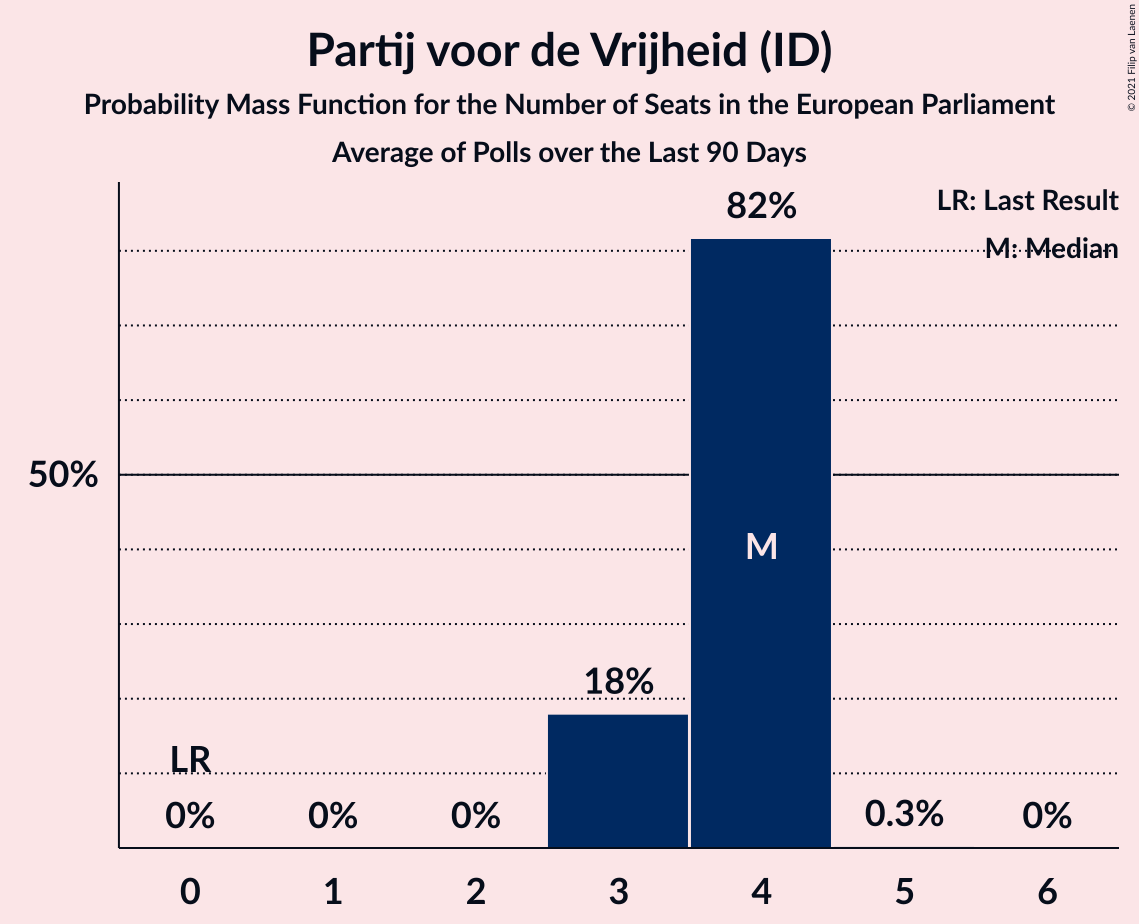 Partij voor de Vrijheid (ID)
Probability Mass Function for the Number of Seats in the European Parliament
Average of Polls over the Last 90 Days
© 2021 Filip van Laenen
LR: Last Result
M: Median
82%
50%
M
18%
LR
0%
0%
0%
0.3%
0%
0
1
2
3
4
5
6